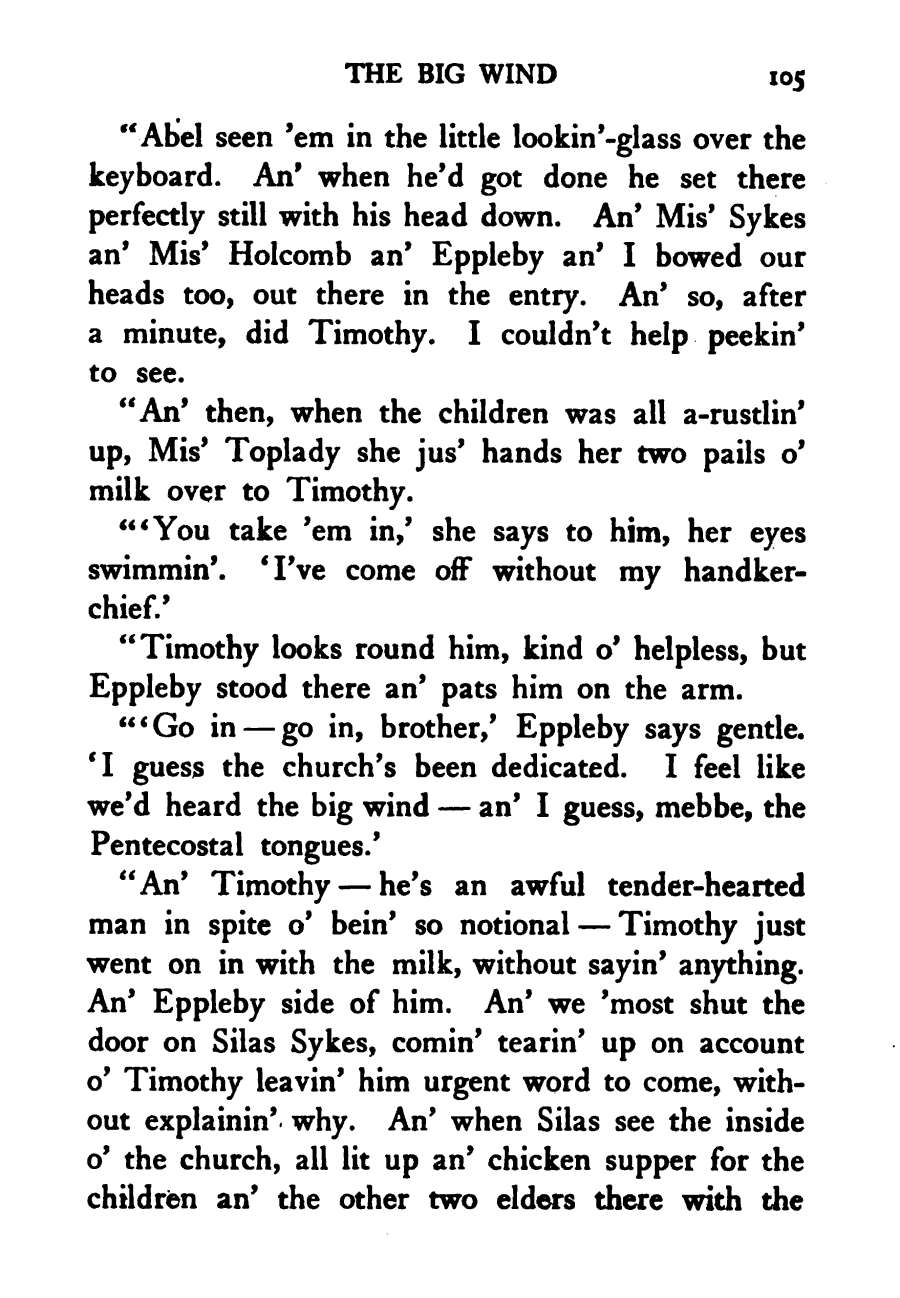 THE BIG WIND 105
“Abel seen ’em in the little lookin’-glass over the
keyboard. An’ when he’d got done he set there
perfectly still with his head down. An’ Mis’ Sykes
an’ Mis’ Holcomb an’ Eppleby an’ I bowed our
heads too, out there in the entry. An’ so, after
a minute, did Timothy. I couldn’t help peekin’
to see.
“An’ then, when the children was all a-rustlin’
up, Mis’ Toplady she jus’ hands her two pails o’
milk over to Timothy.
“‘You take ’em in,’ she says to him, her eyes
swimmin’. ‘I’ve come off without my handker-
chief.’
“Timothy looks round him, kind o’ helpless, but
Eppleby stood there an’ pats him on the arm.
“‘Go in — go in, brother,’ Eppleby says gentle.
‘I guess the church’s been dedicated. I feel like
we’d heard the big wind — an’ I guess, mebbe, the
Pentecostal tongues.’
“An’ Timothy — he’s an awful tender-hearted
man in spite o’ bein’ so notional — Timothy just
went on in with the milk, without sayin’ anything.
An’ Eppleby side of him. An’ we ’most shut the
door on Silas Sykes, comin’ tearin’ up on account
o’ Timothy leavin’ him urgent word to come, with-
out explainin’ why. An’ when Silas see the inside
o’ the church, all lit up an’ chicken supper for the
children an’ the other two elders there with the